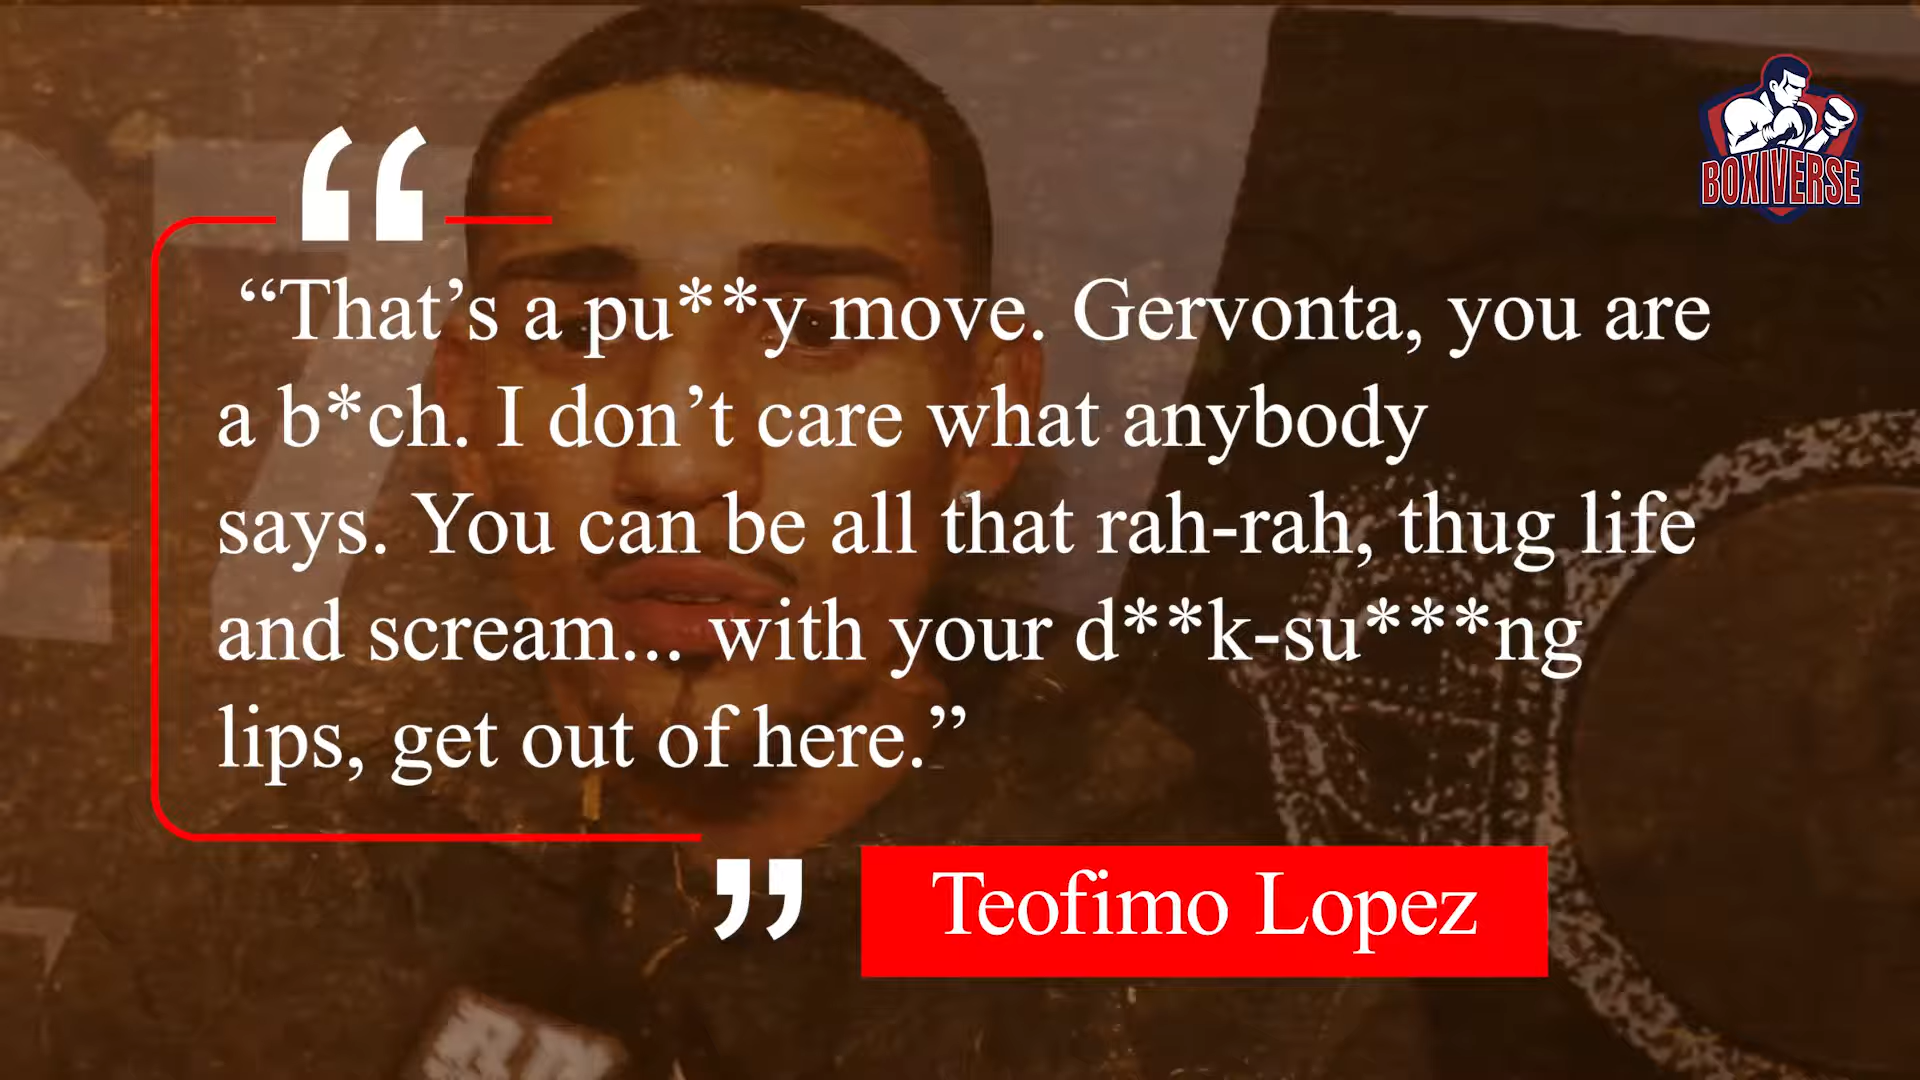 BOXIVERSE
“That’s a pu**y move. Gervonta, you are
a b*ch. I don’t care what anybody
says. You can be all that rah-rah, thug life
and scream... with your d**k-su***ng
lips, get out of here.”
Teofimo Lopez